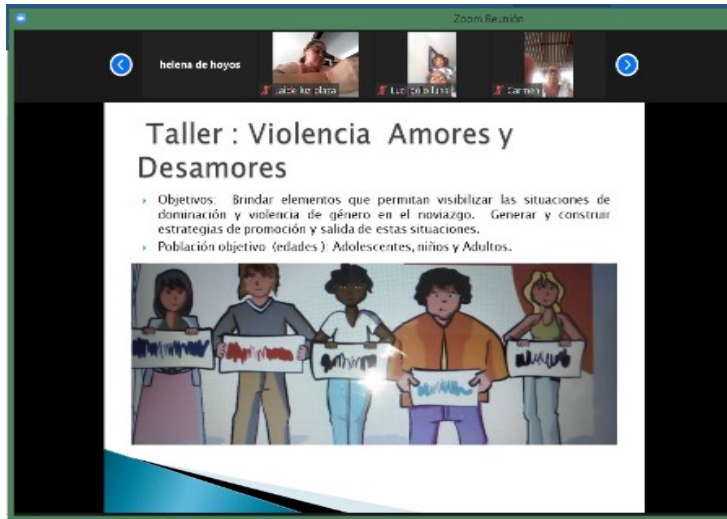 Zoom Reunión
helena de hoyos
Carmen
Taller : Violencia Amores y
Desamores
Objetivos: Brindar elementos que permitan visibilizar las situaciones de
dominación y violencia de género en el noviazgo. Generar y construir
estrategias de promoción y salida de estas situaciones.
Población objetivo (edades ): Adolescentes, niños y Adultos.